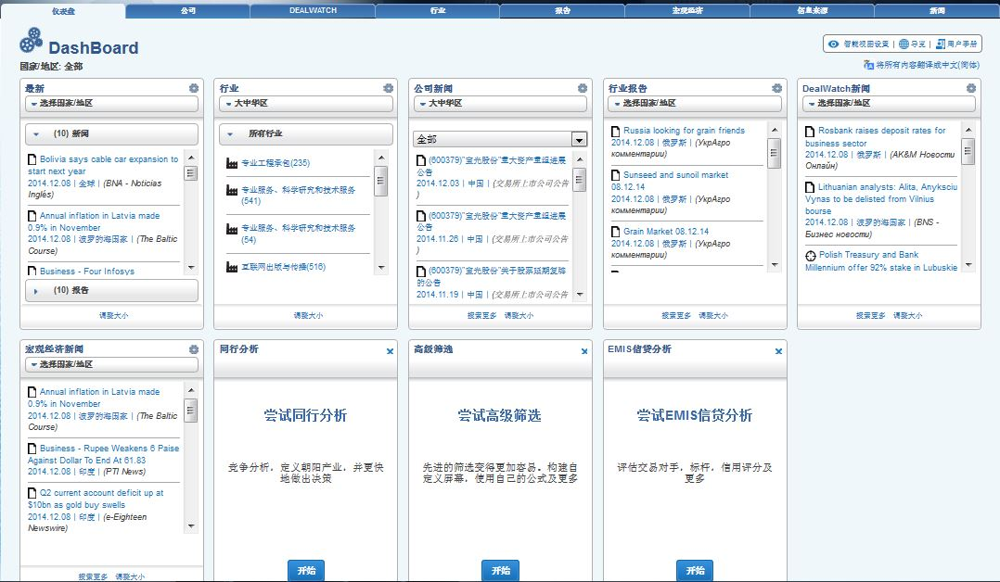 仪表盘
公司
DEALWATCH
行业
报告
宏观经济
信息来源
新闻
DashBoard
智能视图设置 | 导览 | 用户手册
国家/地区: 全部
将所有内容翻译成中文(简体)
最新
选择国家/地区
(10) 新闻
Bolivia says cable car expansion to
start next year
2014.12.08 | 全球 | (BNA - Noticias
Inglés)
Annual inflation in Latvia made
0.9% in November
2014.12.08 | 波罗的海国家 | (The Baltic
Course)
Business - Four Infosys
(10) 报告
调整大小
行业
大中华区
所有行业
专业工程承包(235)
专业服务、科学研究和技术服务
(541)
专业服务、科学研究和技术服务
(54)
互联网出版与传播(516)
调整大小
公司新闻
大中华区
全部
(600379)"宝光股份"重大资产重组进展
公告
2014.12.03 | 中国 | (交易所上市公司公告
)
(600379)"宝光股份"重大资产重组进展
公告
2014.11.26 | 中国 | (交易所上市公司公告
)
(600379)"宝光股份"关于股票延期复牌
的公告
2014.11.19 | 中国 | (交易所上市公司公告
搜索更多 调整大小
行业报告
选择国家/地区
Russia looking for grain friends
2014.12.08 | 俄罗斯 | (УкрАгро
комментарии)
Sunseed and sunoil market
08.12.14
2014.12.08 | 俄罗斯 | (УкрАгро
комментарии)
Grain Market 08.12.14
2014.12.08 | 俄罗斯 | (УкрАгро
комментарии)
搜索更多 调整大小
DealWatch新闻
选择国家/地区
Rosbank raises deposit rates for
business sector
2014.12.08 | 俄罗斯 | (AK&M Новости
Онлайн)
Lithuanian analysts: Alita, Anyksciu
Vynas to be delisted from Vilnius
bourse
2014.12.08 | 波罗的海国家 | (BNS -
Бизнес новости)
Polish Treasury and Bank
Millennium offer 92% stake in Lubuskie
搜索更多 调整大小
宏观经济新闻
选择国家/地区
Annual inflation in Latvia made
0.9% in November
2014.12.08 | 波罗的海国家 | (The Baltic
Course)
Business - Rupee Weakens 6 Paise
Against Dollar To End At 61.83
2014.12.08 | 印度 | (PTI News)
Q2 current account deficit up at
$10bn as gold buy swells
2014.12.08 | 印度 | (e-Eighteen
Newswire)
搜索更多 调整大小
同行分析
尝试同行分析
竞争分析，定义朝阳产业，并更快
地做出决策
开始
高级筛选
尝试高级筛选
先进的筛选变得更加容易。构建自
定义屏幕，使用自己的公式及更多
开始
EMIS信贷分析
尝试EMIS信贷分析
评估交易对手，标杆，信用评分及
更多
开始